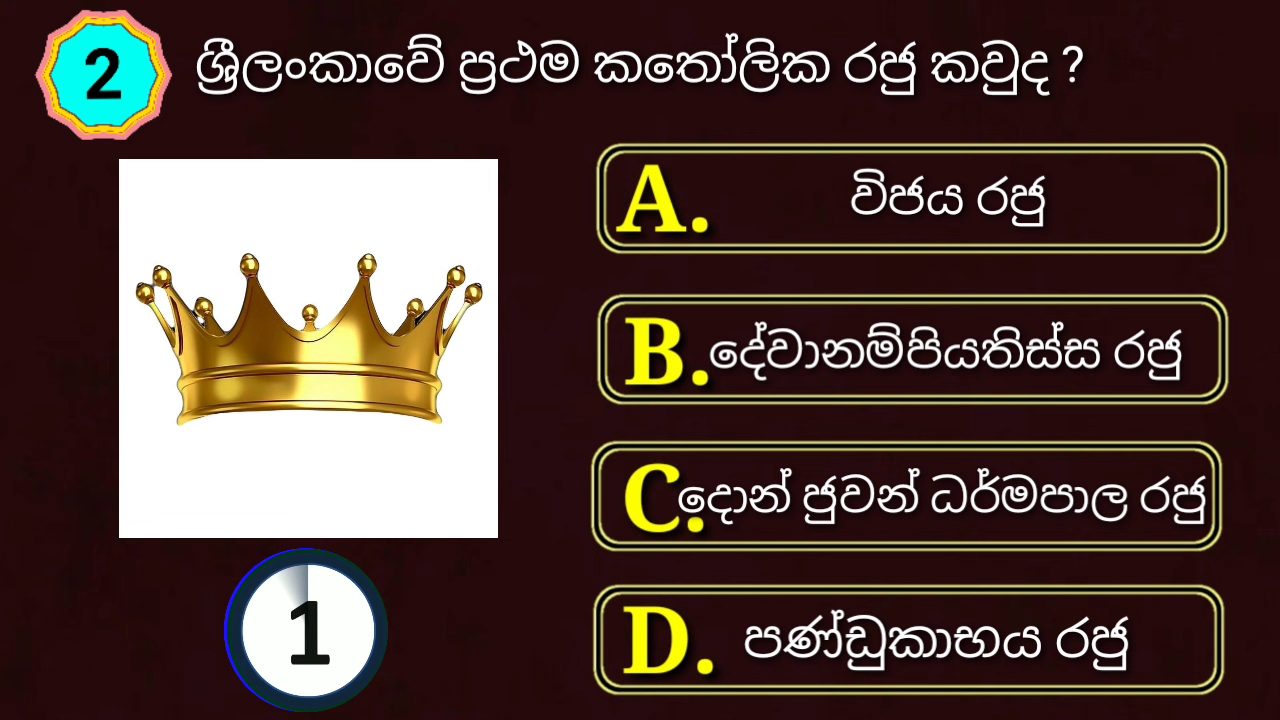 2
ශ්‍රීලංකාවේ ප්‍රථම කතෝලික රජු කවුද ?
A. විජය රජු
B. දේවානම්පියතිස්ස රජු
C. දොන් ජුවන් ධර්මපාල රජු
D. පණ්ඩුකාභය රජු
1